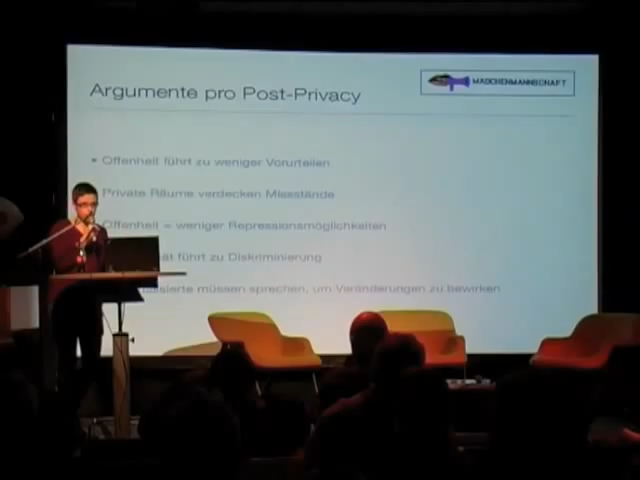 Argumente pro Post-Privacy
MÄDCHENMANNSCHAFT
Offenheit führt zu weniger Vorurteilen
Private Räume verdecken Missstände
Offenheit = weniger Repressionsmöglichkeiten
führt zu Diskriminierung
müssen sprechen, um Veränderungen zu bewirken